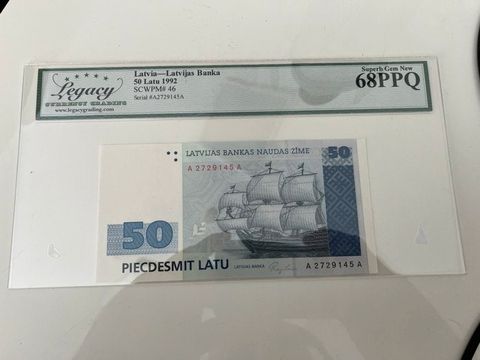 Legacy
CURRENCY GRADING
www.legacygrading.com
Latvia—Latvijas Banka
50 Latu 1992
SCWPM# 46
Serial #A2729145A
Superb Gem New
68PPQ
LATVIJAS BANKAS NAUDAS ZĪME
50
A 2729145 A
50
PIECDESMIT LATU
LATVIJAS BANKA
A 2729145 A